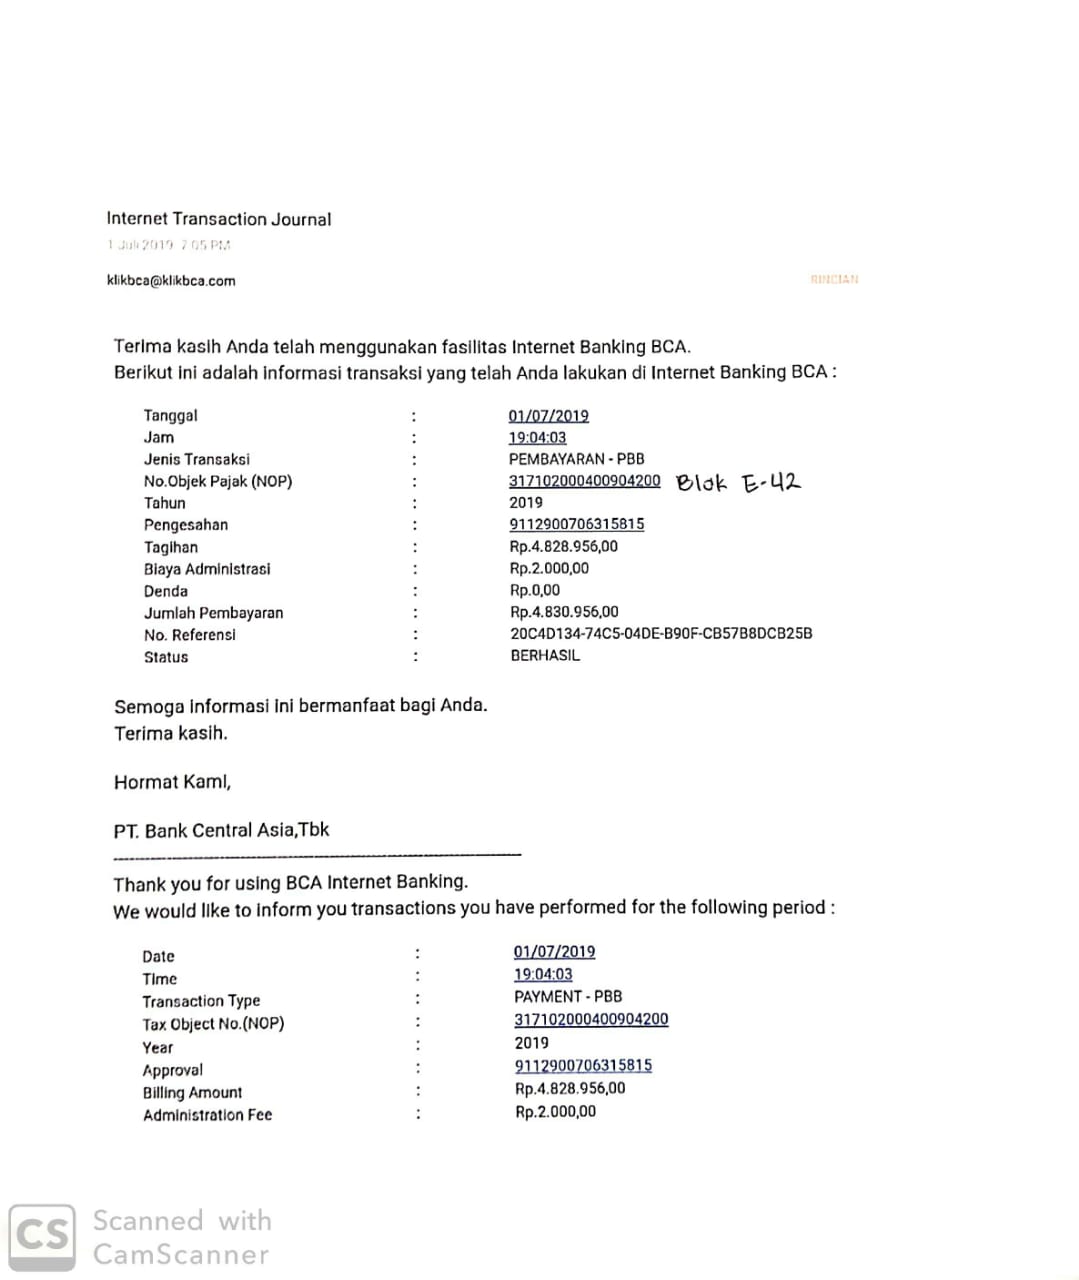 Internet Transaction Journal
1 Juli 2019 7.05 PM
klikbca@klikbca.com RINCIAN
Terima kasih Anda telah menggunakan fasilitas Internet Banking BCA.
Berikut ini adalah informasi transaksi yang telah Anda lakukan di Internet Banking BCA :
Tanggal : 01/07/2019
Jam : 19:04:03
Jenis Transaksi : PEMBAYARAN - PBB
No.Objek Pajak (NOP) : 317102000400904200 Blok E-42
Tahun : 2019
Pengesahan : 9112900706315815
Tagihan : Rp.4.828.956,00
Biaya Administrasi : Rp.2.000,00
Denda : Rp.0,00
Jumlah Pembayaran : Rp.4.830.956,00
No. Referensi : 20C4D134-74C5-04DE-B90F-CB57B8DCB25B
Status : BERHASIL
Semoga informasi ini bermanfaat bagi Anda.
Terima kasih.
Hormat Kami,
PT. Bank Central Asia,Tbk
Thank you for using BCA Internet Banking.
We would like to inform you transactions you have performed for the following period :
Date : 01/07/2019
Time : 19:04:03
Transaction Type : PAYMENT - PBB
Tax Object No.(NOP) : 317102000400904200
Year : 2019
Approval : 9112900706315815
Billing Amount : Rp.4.828.956,00
Administration Fee : Rp.2.000,00
CS Scanned with
CamScanner